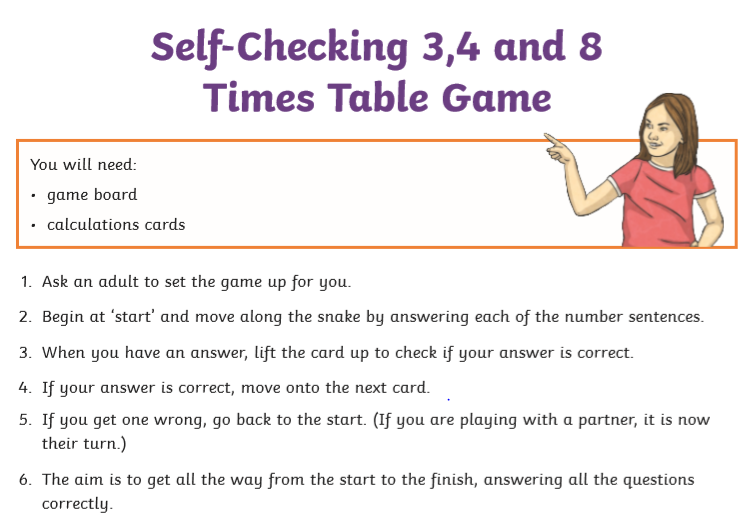 Self-Checking 3,4 and 8
Times Table Game
You will need:
• game board
• calculations cards
1. Ask an adult to set the game up for you.
2. Begin at ‘start’ and move along the snake by answering each of the number sentences.
3. When you have an answer, lift the card up to check if your answer is correct.
4. If your answer is correct, move onto the next card.
5. If you get one wrong, go back to the start. (If you are playing with a partner, it is now
their turn.)
6. The aim is to get all the way from the start to the finish, answering all the questions
correctly.